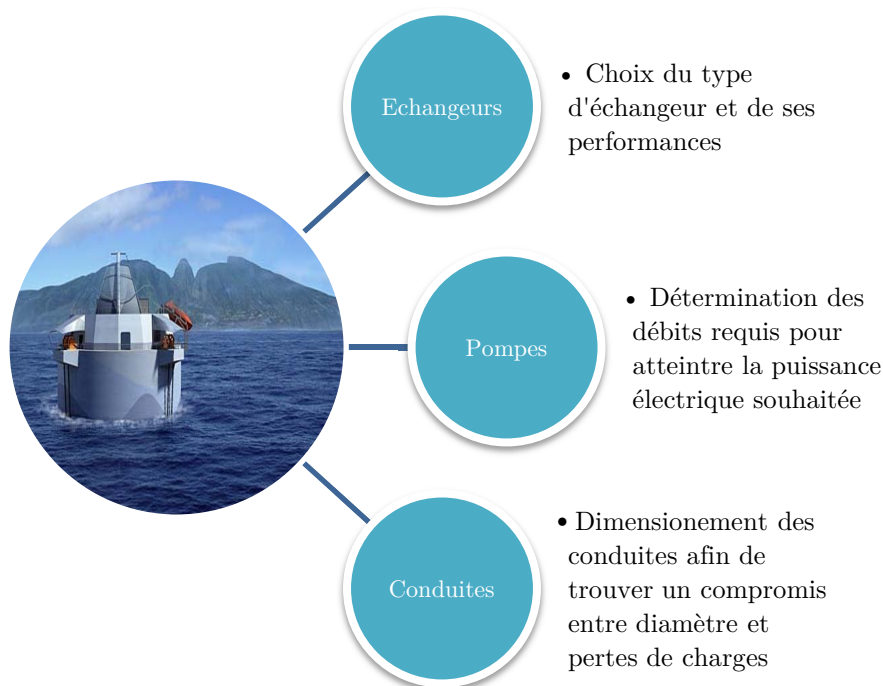 Echangeurs
• Choix du type
d'échangeur et de ses
performances
Pompes
• Détermination des
débits requis pour
atteintre la puissance
électrique souhaitée
Conduites
• Dimensionement des
conduites afin de
trouver un compromis
entre diamètre et
pertes de charges